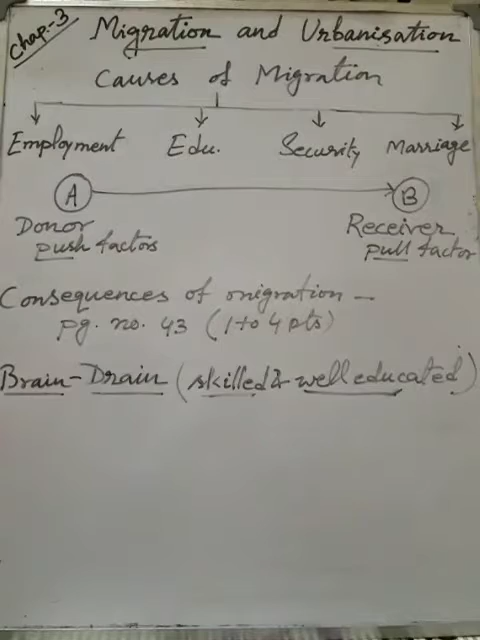 Chap.-3
Migration and Urbanisation
Causes of Migration
Employment Edu. Security Marriage
A B
Donor Receiver
push factors pull factor
Consequences of migration –
pg. no. 43 (1 to 4 pts)
Brain-Drain (skilled & well educated)